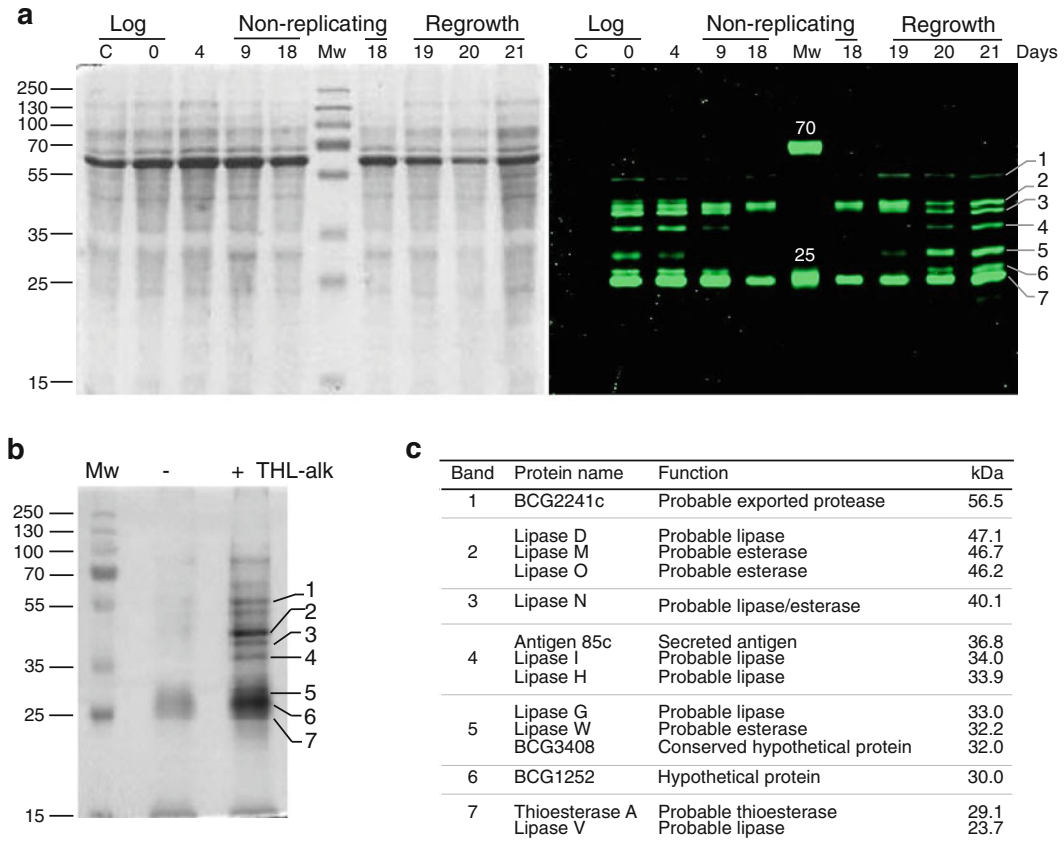 a
Log Non-replicating Regrowth Log Non-replicating Regrowth
C 0 4 9 18 Mw 18 19 20 21 C 0 4 9 18 Mw 18 19 20 21 Days
250
130
100
70
55
35
25
15
70
25
1
2
3
4
5
6
7
b
Mw - + THL-alk
250
130
100
70
55
35
25
15
1
2
3
4
5
6
7
c
Band Protein name Function kDa
1 BCG2241c Probable exported protease 56.5
Lipase D Probable lipase 47.1
2 Lipase M Probable esterase 46.7
Lipase O Probable esterase 46.2
3 Lipase N Probable lipase/esterase 40.1
Antigen 85c Secreted antigen 36.8
4 Lipase I Probable lipase 34.0
Lipase H Probable lipase 33.9
Lipase G Probable lipase 33.0
5 Lipase W Probable esterase 32.2
BCG3408 Conserved hypothetical protein 32.0
6 BCG1252 Hypothetical protein 30.0
7 Thioesterase A Probable thioesterase 29.1
Lipase V Probable lipase 23.7